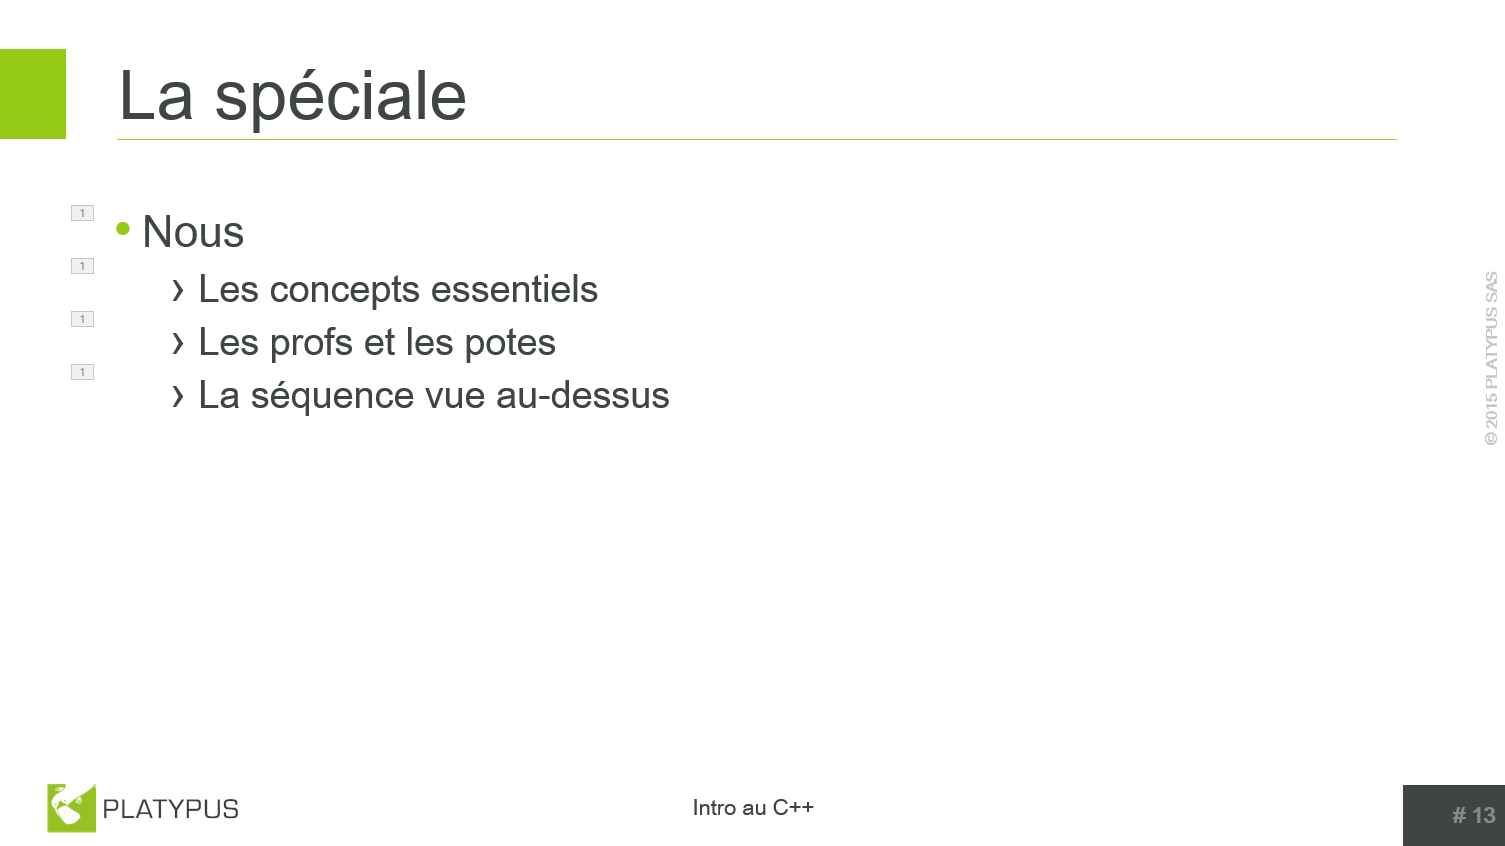 La spéciale
1
• Nous
1
› Les concepts essentiels
1
› Les profs et les potes
1
› La séquence vue au-dessus
© 2015 PLATYPUS SAS
PLATYPUS
Intro au C++
# 13